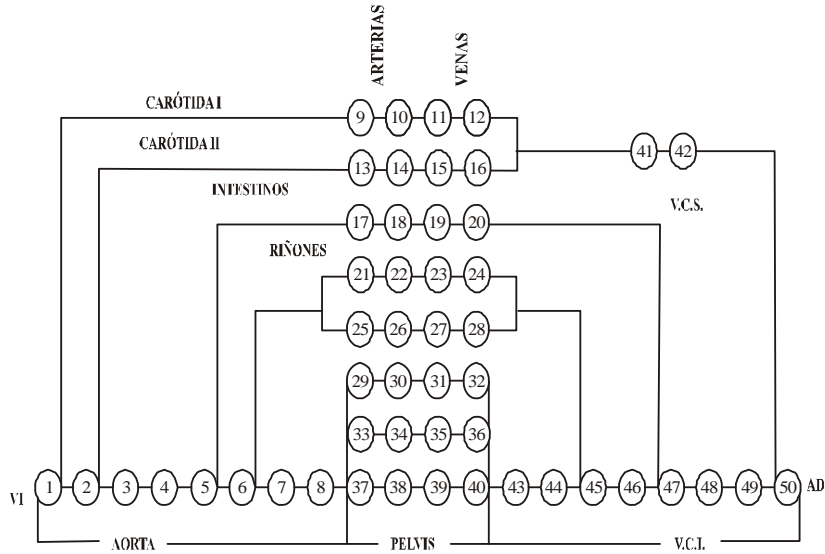 ARTERIAS
VENAS
CARÓTIDA I
9 10 11 12
CARÓTIDA II
41 42
13 14 15 16
INTESTINOS
V.C.S.
17 18 19 20
RIÑONES
21 22 23 24
25 26 27 28
29 30 31 32
33 34 35 36
VI 1 2 3 4 5 6 7 8 37 38 39 40 43 44 45 46 47 48 49 50 AD
AORTA PELVIS V.C.I.